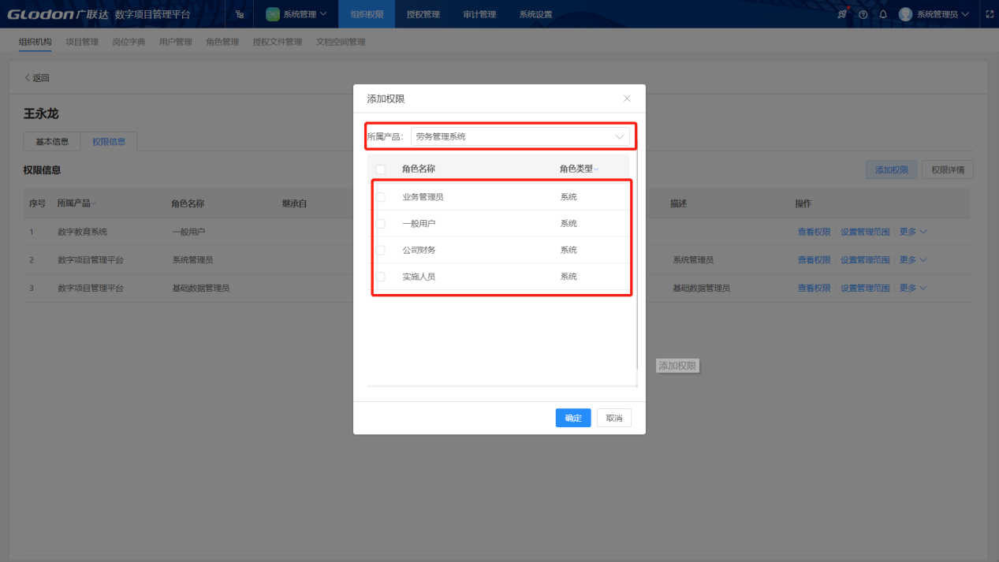 GLODON广联达 数字项目管理平台 系统管理 组织权限 授权管理 审计管理 系统设置 系统管理员
组织机构 项目管理 岗位字典 用户管理 角色管理 授权文件管理 文档空间管理
返回
王永龙
基本信息 权限信息
权限信息 添加权限 权限详情
序号 所属产品 角色名称 继承自 描述 操作
1 数字教育系统 一般用户 查看权限 设置管理范围 更多
2 数字项目管理平台 系统管理员 系统管理员 查看权限 设置管理范围 更多
3 数字项目管理平台 基础数据管理员 基础数据管理员 查看权限 设置管理范围 更多
添加权限
所属产品： 劳务管理系统
角色名称 角色类型
业务管理员 系统
一般用户 系统
公司财务 系统
实施人员 系统
添加权限
确定 取消